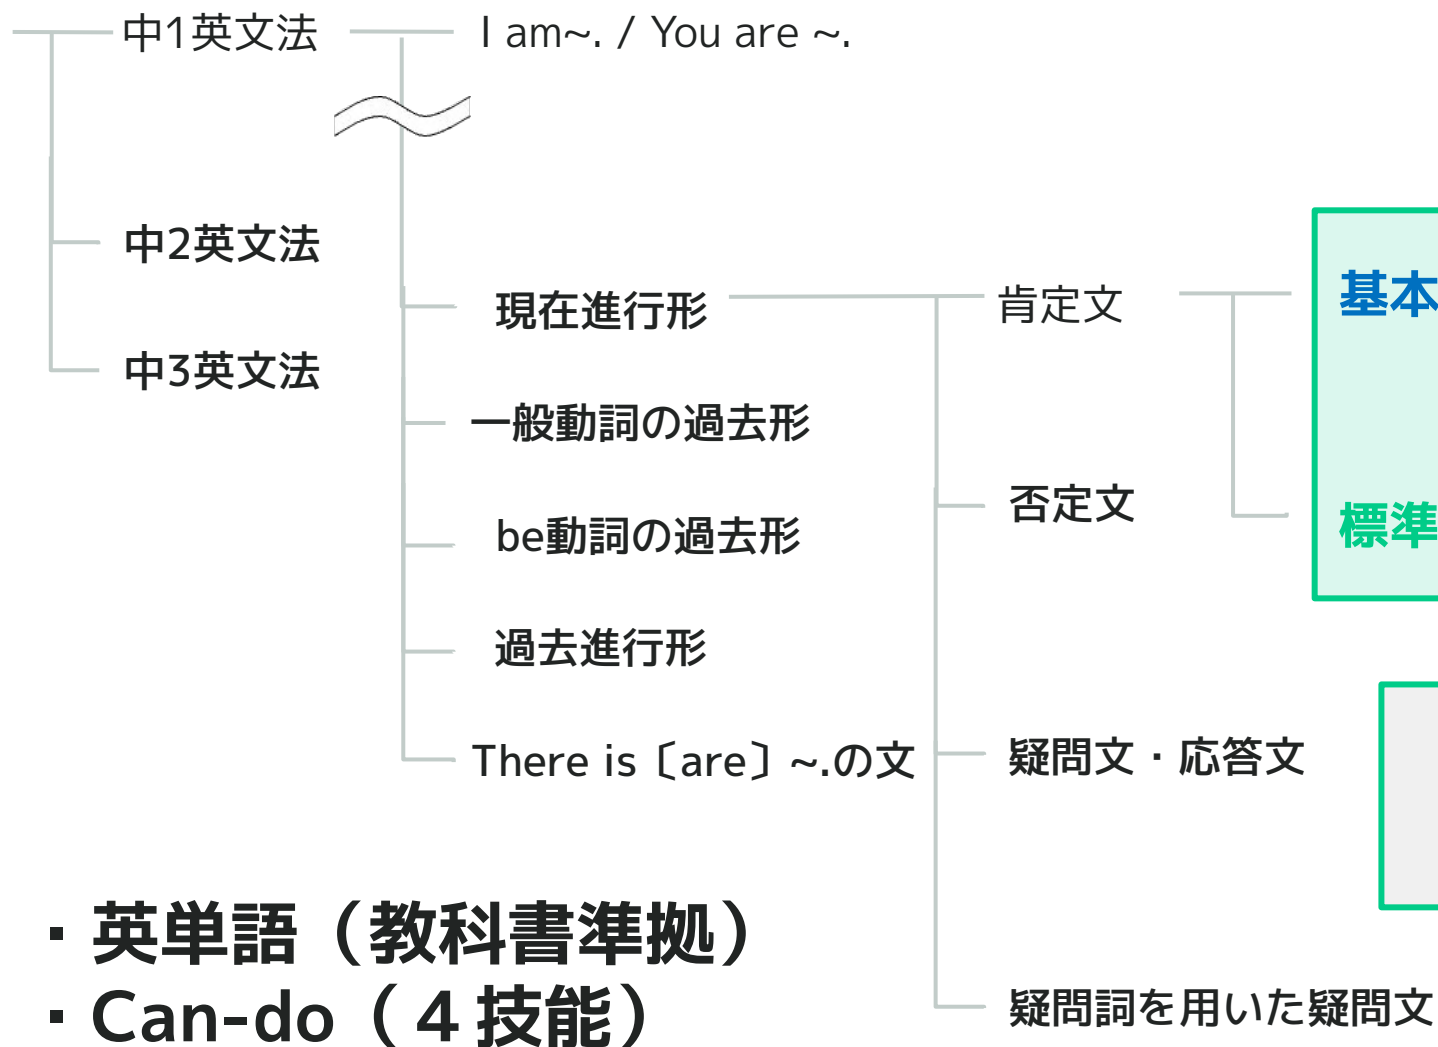 中1英文法
I am~. / You are ~.
中2英文法
中3英文法
現在進行形
一般動詞の過去形
be動詞の過去形
過去進行形
There is〔are〕~.の文
肯定文
否定文
疑問文・応答文
疑問詞を用いた疑問文
基本
標準
・英単語（教科書準拠）
・Can-do（４技能）